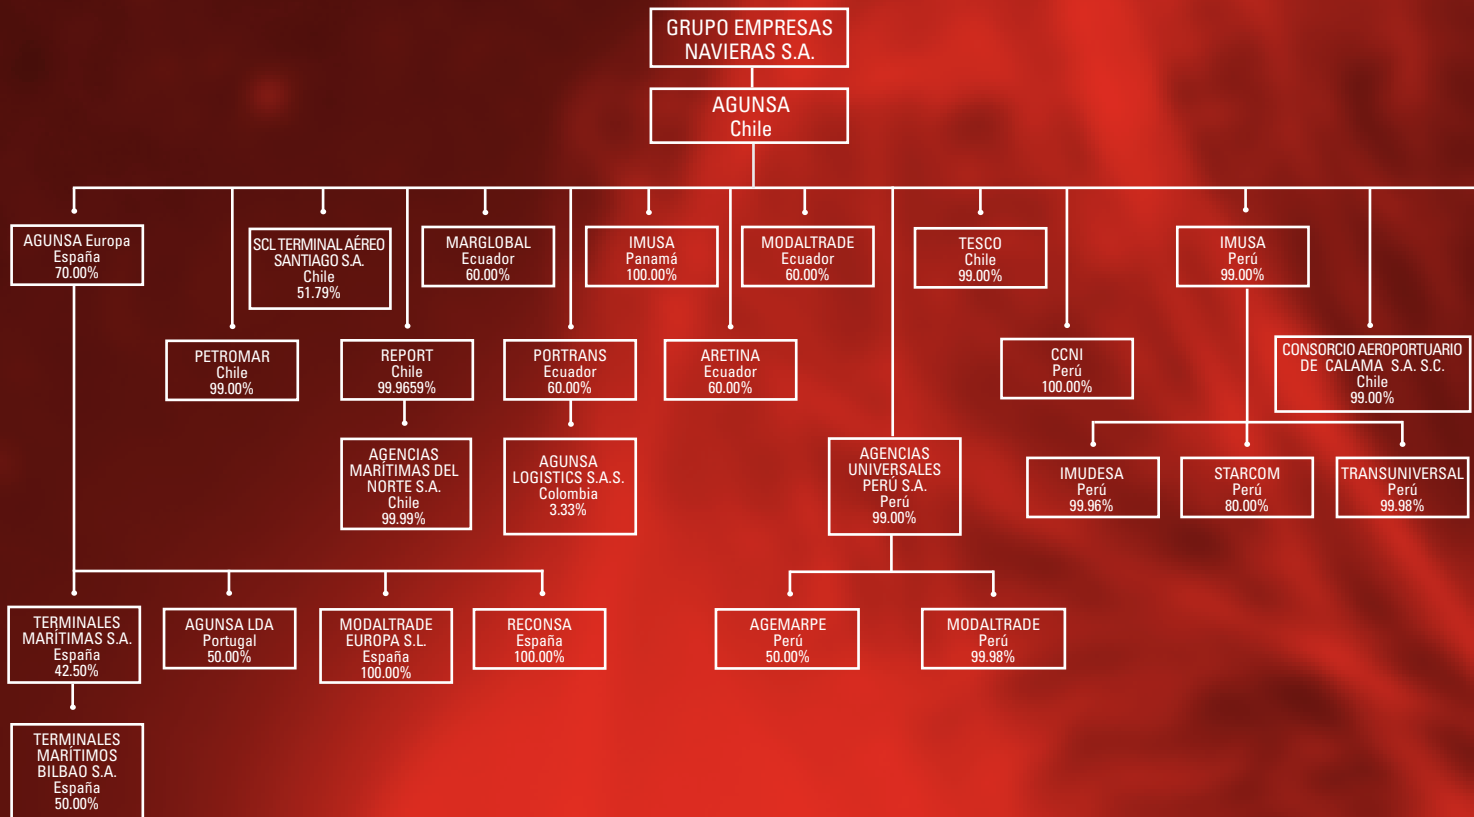 GRUPO EMPRESAS
NAVIERAS S.A.
AGUNSA
Chile
AGUNSA Europa
España
70.00%
SCL TERMINAL AÉREO
SANTIAGO S.A.
Chile
51.79%
MARGLOBAL
Ecuador
60.00%
IMUSA
Panamá
100.00%
MODALTRADE
Ecuador
60.00%
TESCO
Chile
99.00%
IMUSA
Perú
99.00%
PETROMAR
Chile
99.00%
REPORT
Chile
99.9659%
PORTRANS
Ecuador
60.00%
ARETINA
Ecuador
60.00%
CCNI
Perú
100.00%
CONSORCIO AEROPORTUARIO
DE CALAMA S.A. S.C.
Chile
99.00%
AGENCIAS
MARÍTIMAS DEL
NORTE S.A.
Chile
99.99%
AGUNSA
LOGISTICS S.A.S.
Colombia
3.33%
AGENCIAS
UNIVERSALES
PERÚ S.A.
Perú
99.00%
IMUDESA
Perú
99.96%
STARCOM
Perú
80.00%
TRANSUNIVERSAL
Perú
99.98%
TERMINALES
MARÍTIMAS S.A.
España
42.50%
AGUNSA LDA
Portugal
50.00%
MODALTRADE
EUROPA S.L.
España
100.00%
RECONSA
España
100.00%
AGEMARPE
Perú
50.00%
MODALTRADE
Perú
99.98%
TERMINALES
MARÍTIMOS
BILBAO S.A.
España
50.00%